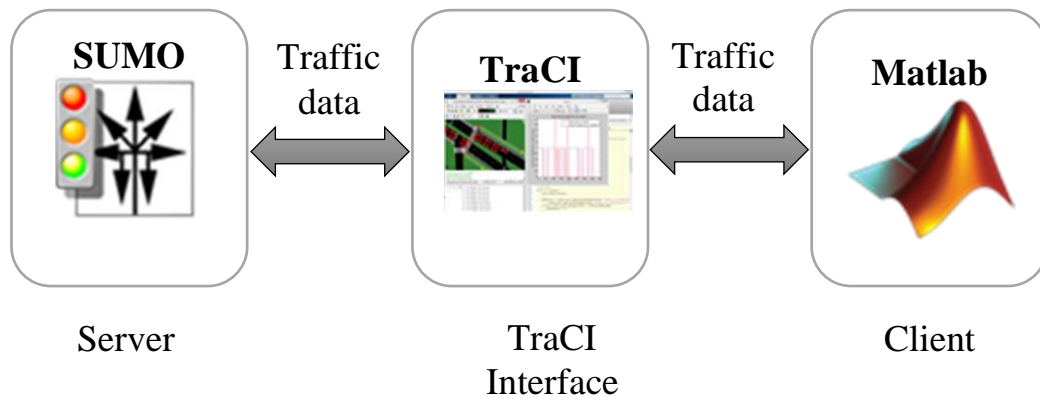 SUMO
Traffic
data
TraCI
Traffic
data
Matlab
Server
TraCI
Interface
Client